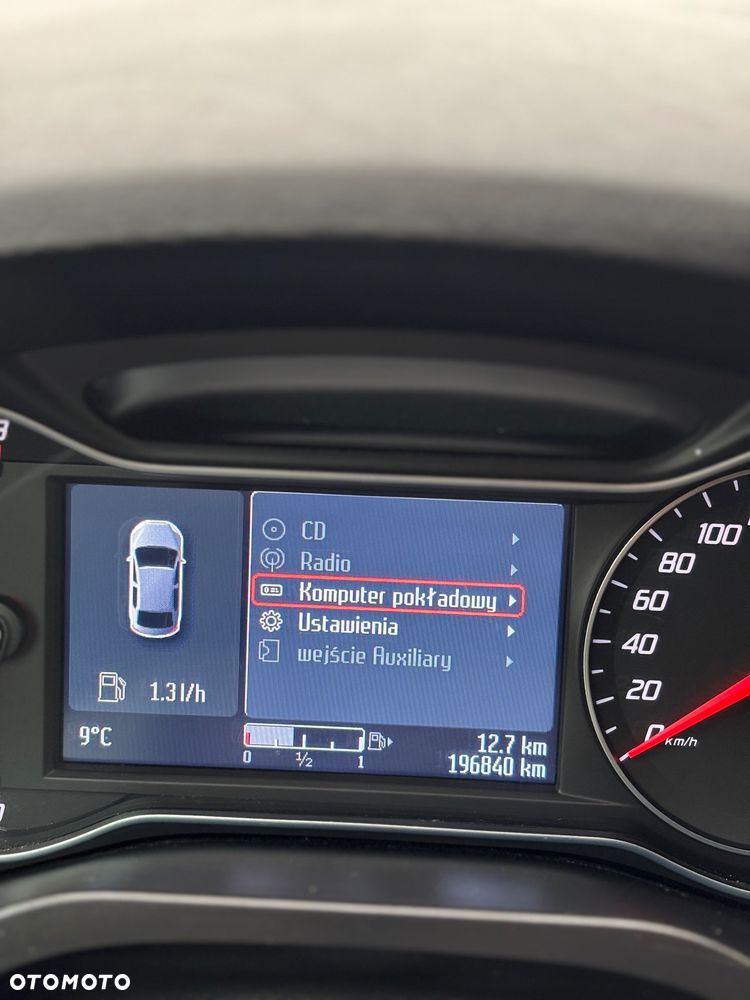 CD
Radio
Komputer pokładowy
Ustawienia
wejście Auxiliary
1.3 l/h
9°C
0 1/2 1
12.7 km
196840 km
100
80
60
40
20
0 km/h
OTOMOTO